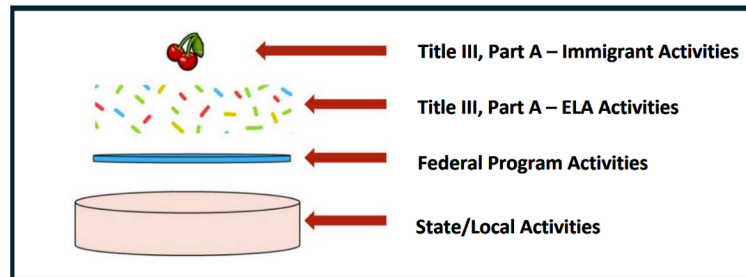 Title III, Part A – Immigrant Activities
Title III, Part A – ELA Activities
Federal Program Activities
State/Local Activities